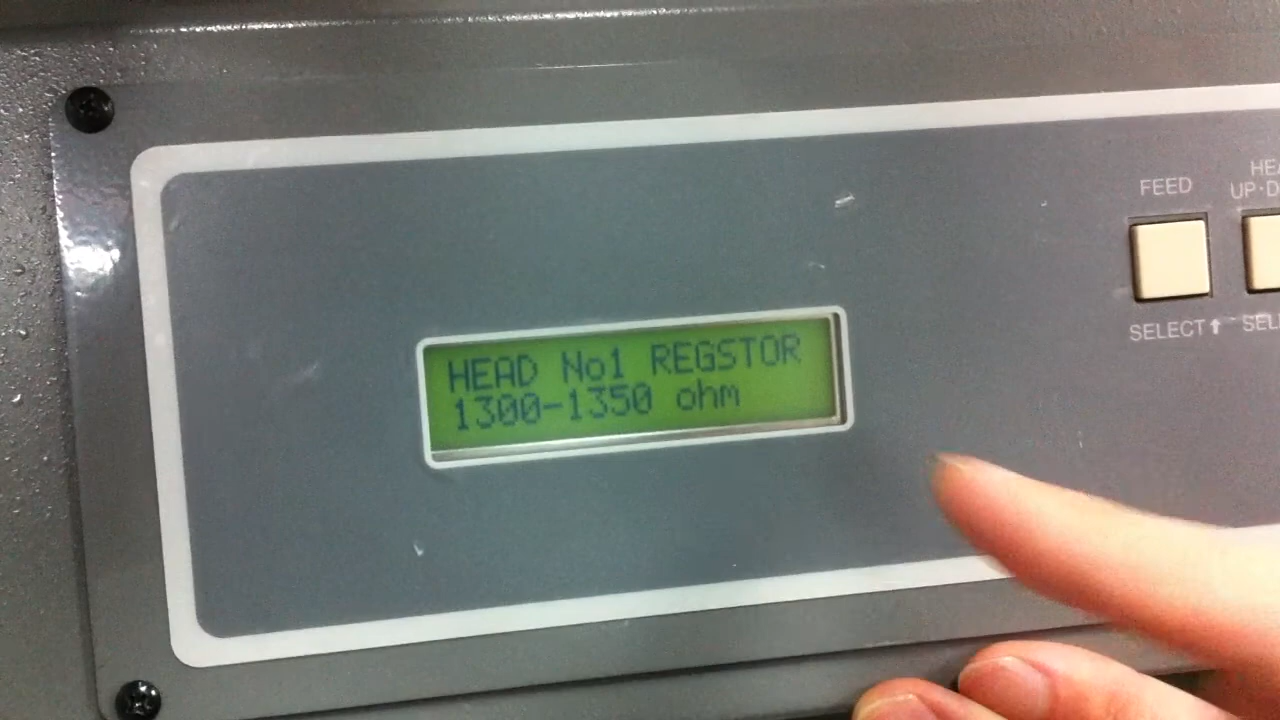 HEAD No1 REGSTOR
1300-1350 ohm
FEED
SELECT↑